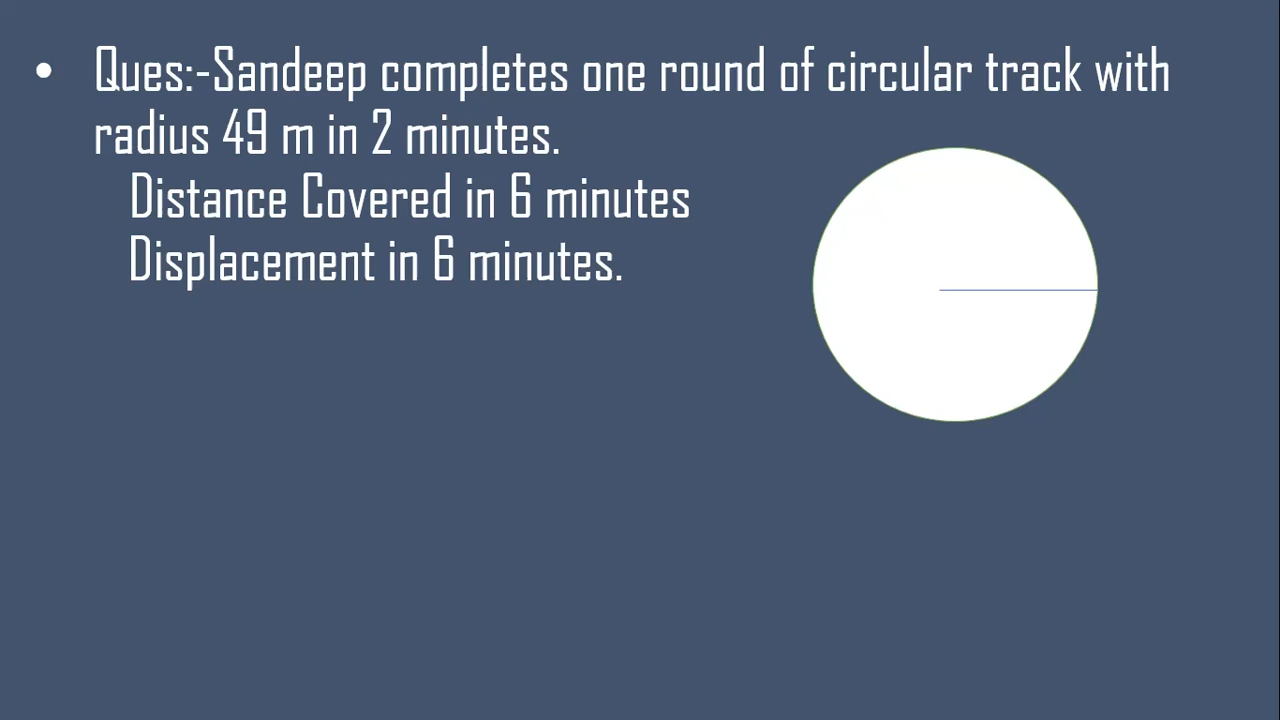 • Ques:-Sandeep completes one round of circular track with
radius 49 m in 2 minutes.
Distance Covered in 6 minutes
Displacement in 6 minutes.